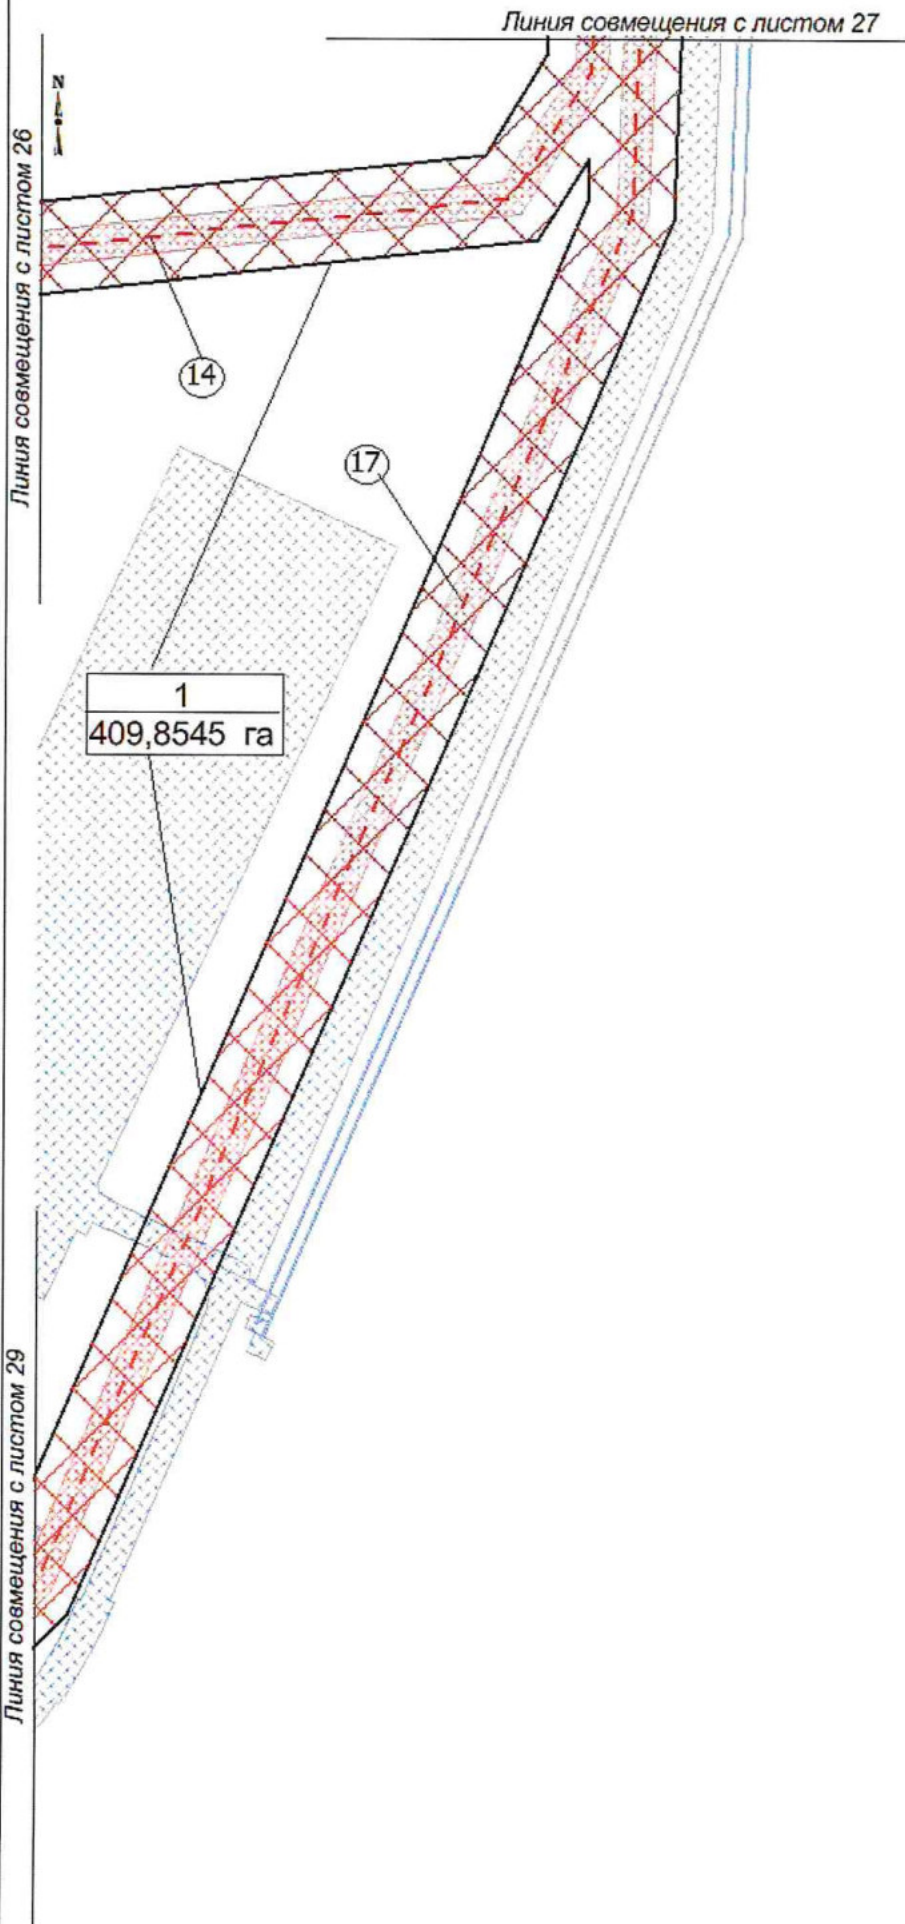 Линия совмещения с листом 27
N
Линия совмещения с листом 26
14
17
1
409,8545 га
Линия совмещения с листом 29